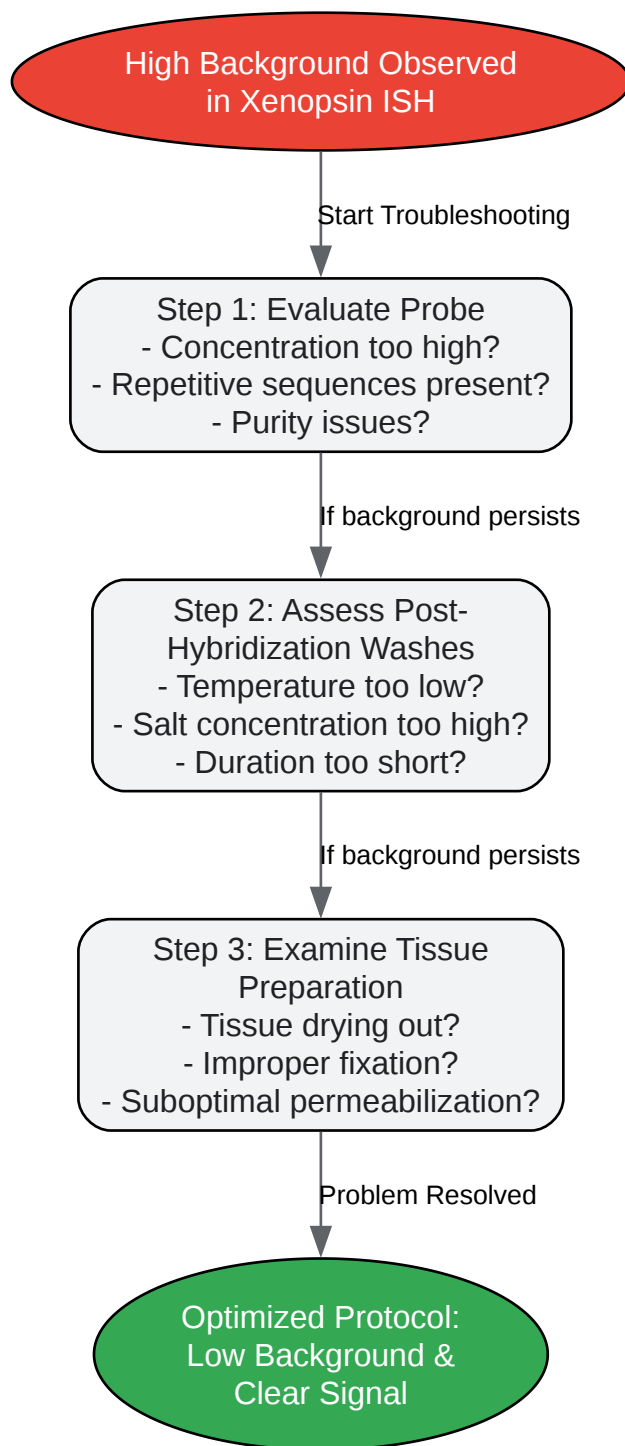 High Background Observed
in Xenopsin ISH
Start Troubleshooting
Step 1: Evaluate Probe
- Concentration too high?
- Repetitive sequences present?
- Purity issues?
If background persists
Step 2: Assess Post-
Hybridization Washes
- Temperature too low?
- Salt concentration too high?
- Duration too short?
If background persists
Step 3: Examine Tissue
Preparation
- Tissue drying out?
- Improper fixation?
- Suboptimal permeabilization?
Problem Resolved
Optimized Protocol:
Low Background &
Clear Signal